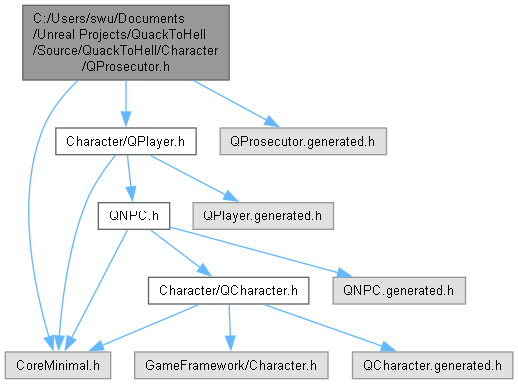 C:/Users/swu/Documents
/Unreal Projects/QuackToHell
/Source/QuackToHell/Character
/QProsecutor.h
Character/QPlayer.h
QProsecutor.generated.h
QNPC.h
QPlayer.generated.h
Character/QCharacter.h
QNPC.generated.h
CoreMinimal.h
GameFramework/Character.h
QCharacter.generated.h